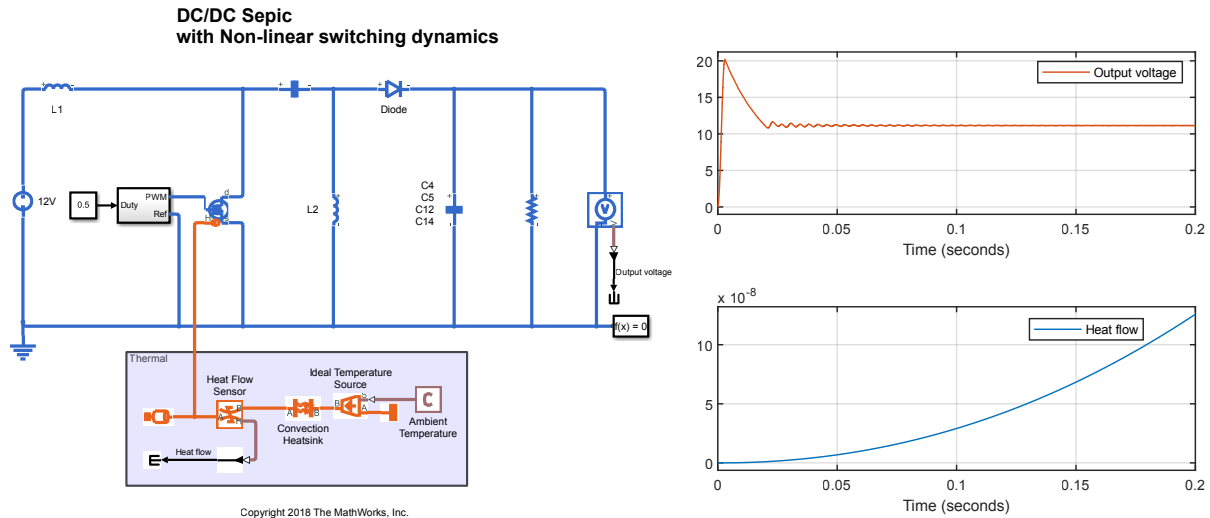 DC/DC Sepic
with Non-linear switching dynamics
+
-
L1
+
-
+
-
Diode
12V
+
-
0.5
Duty
PWM
Ref
d
H
s
L2
+
-
C4
C5
C12
C14
+
-
+
-
+
V
-
V
Output voltage
f(x) = 0
Thermal
Heat Flow
Sensor
A
B
H
A
B
Convection
Heatsink
Ideal Temperature
Source
B
S
A
C
Ambient
Temperature
Heat flow
Copyright 2018 The MathWorks, Inc.
Output voltage
20
15
10
5
0
0
0.05
0.1
0.15
0.2
Time (seconds)
x 10-8
Heat flow
10
5
0
0
0.05
0.1
0.15
0.2
Time (seconds)